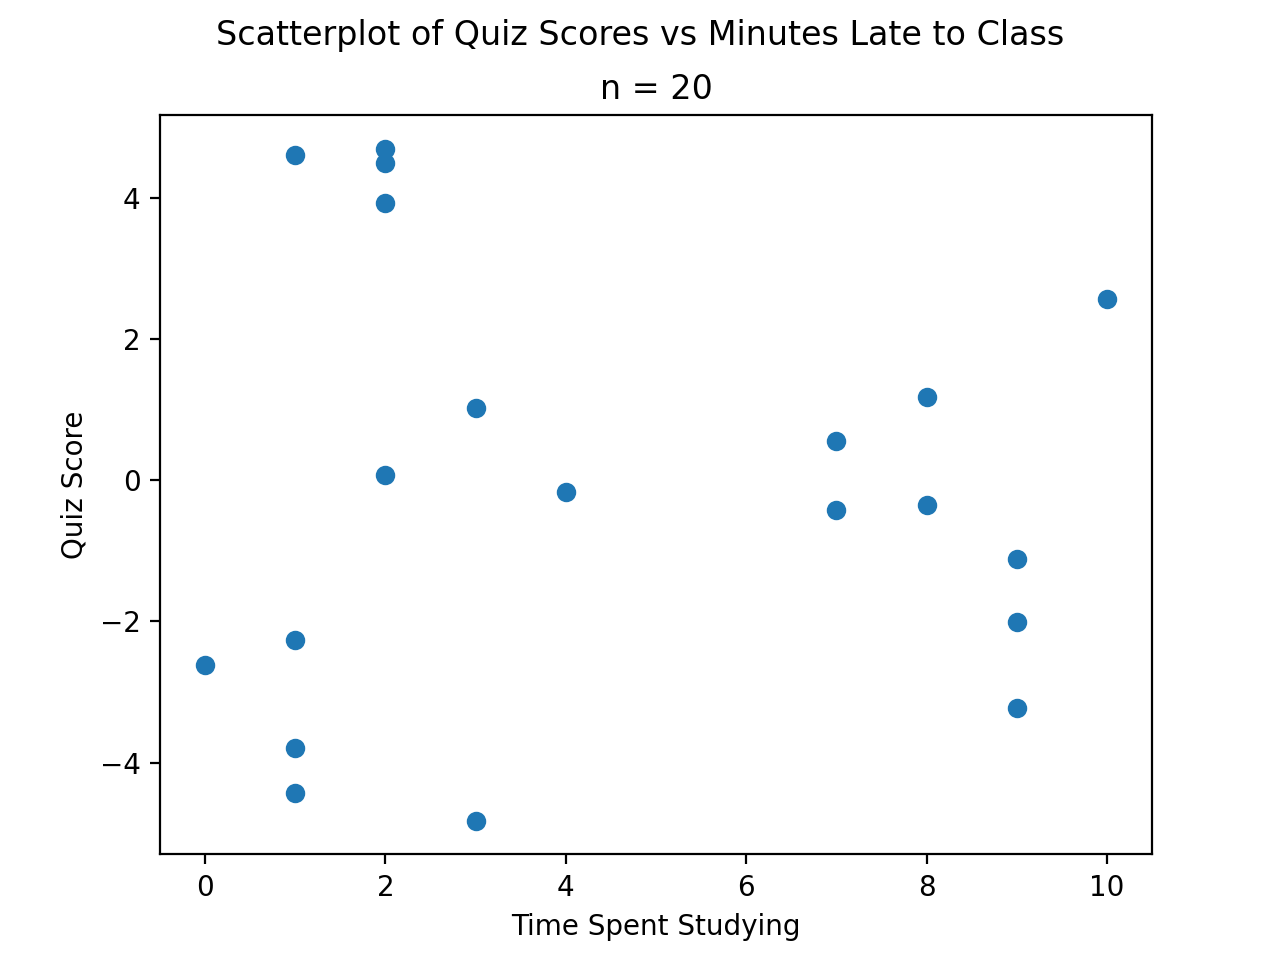 Scatterplot of Quiz Scores vs Minutes Late to Class
n = 20
4
2
0
−2
−4
Quiz Score
0 2 4 6 8 10
Time Spent Studying